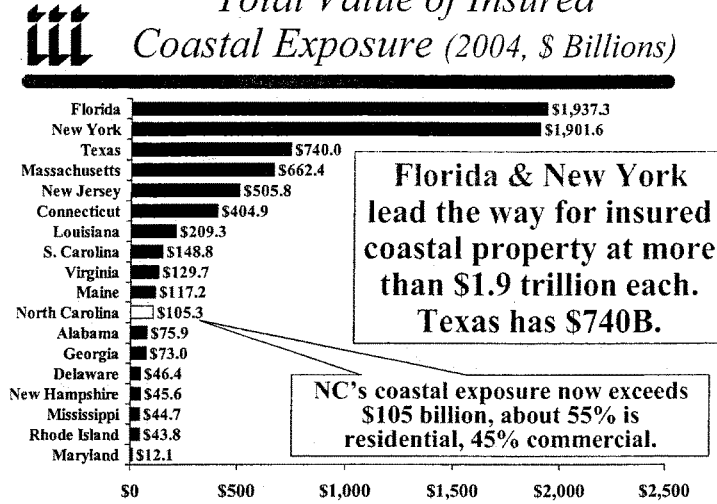 iii
Total Value of Insured
Coastal Exposure (2004, $ Billions)
Florida $1,937.3
New York $1,901.6
Texas $740.0
Massachusetts $662.4
New Jersey $505.8
Connecticut $404.9
Louisiana $209.3
S. Carolina $148.8
Virginia $129.7
Maine $117.2
North Carolina $105.3
Alabama $75.9
Georgia $73.0
Delaware $46.4
New Hampshire $45.6
Mississippi $44.7
Rhode Island $43.8
Maryland $12.1
Florida & New York
lead the way for insured
coastal property at more
than $1.9 trillion each.
Texas has $740B.
NC's coastal exposure now exceeds
$105 billion, about 55% is
residential, 45% commercial.
$0 $500 $1,000 $1,500 $2,000 $2,500